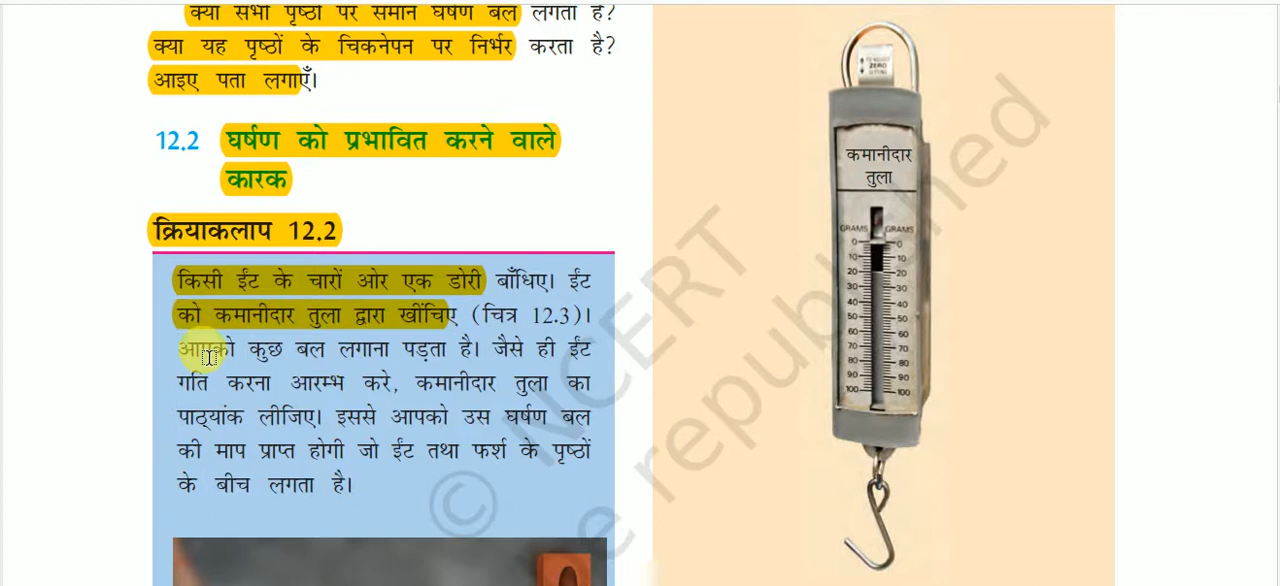 क्या सभी पृष्ठों पर समान घर्षण बल लगता है?
क्या यह पृष्ठों के चिकनेपन पर निर्भर करता है?
आइए पता लगाएँ।
12.2 घर्षण को प्रभावित करने वाले
कारक
क्रियाकलाप 12.2
किसी ईंट के चारों ओर एक डोरी बाँधिए। ईंट
को कमानीदार तुला द्वारा खींचिए (चित्र 12.3)।
आपको कुछ बल लगाना पड़ता है। जैसे ही ईंट
गति करना आरम्भ करे, कमानीदार तुला का
पाठ्यांक लीजिए। इससे आपको उस घर्षण बल
की माप प्राप्त होगी जो ईंट तथा फर्श के पृष्ठों
के बीच लगता है।
ZERO
कमानीदार
तुला
GRAMS GRAMS
0 0
10 10
20 20
30 30
40 40
50 50
60 60
70 70
80 80
90 90
100 100
© NCERT
e republished